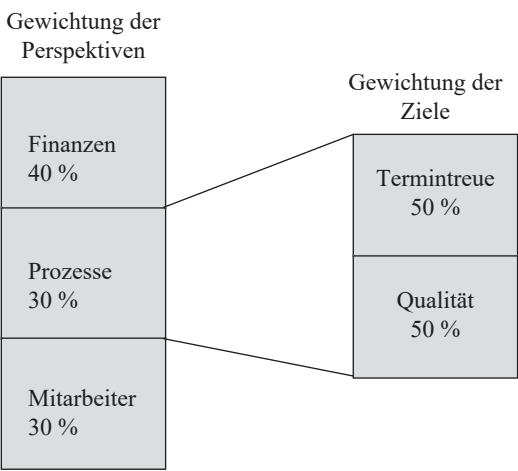 Gewichtung der
Perspektiven
Finanzen
40 %
Prozesse
30 %
Mitarbeiter
30 %
Gewichtung der
Ziele
Termintreue
50 %
Qualität
50 %